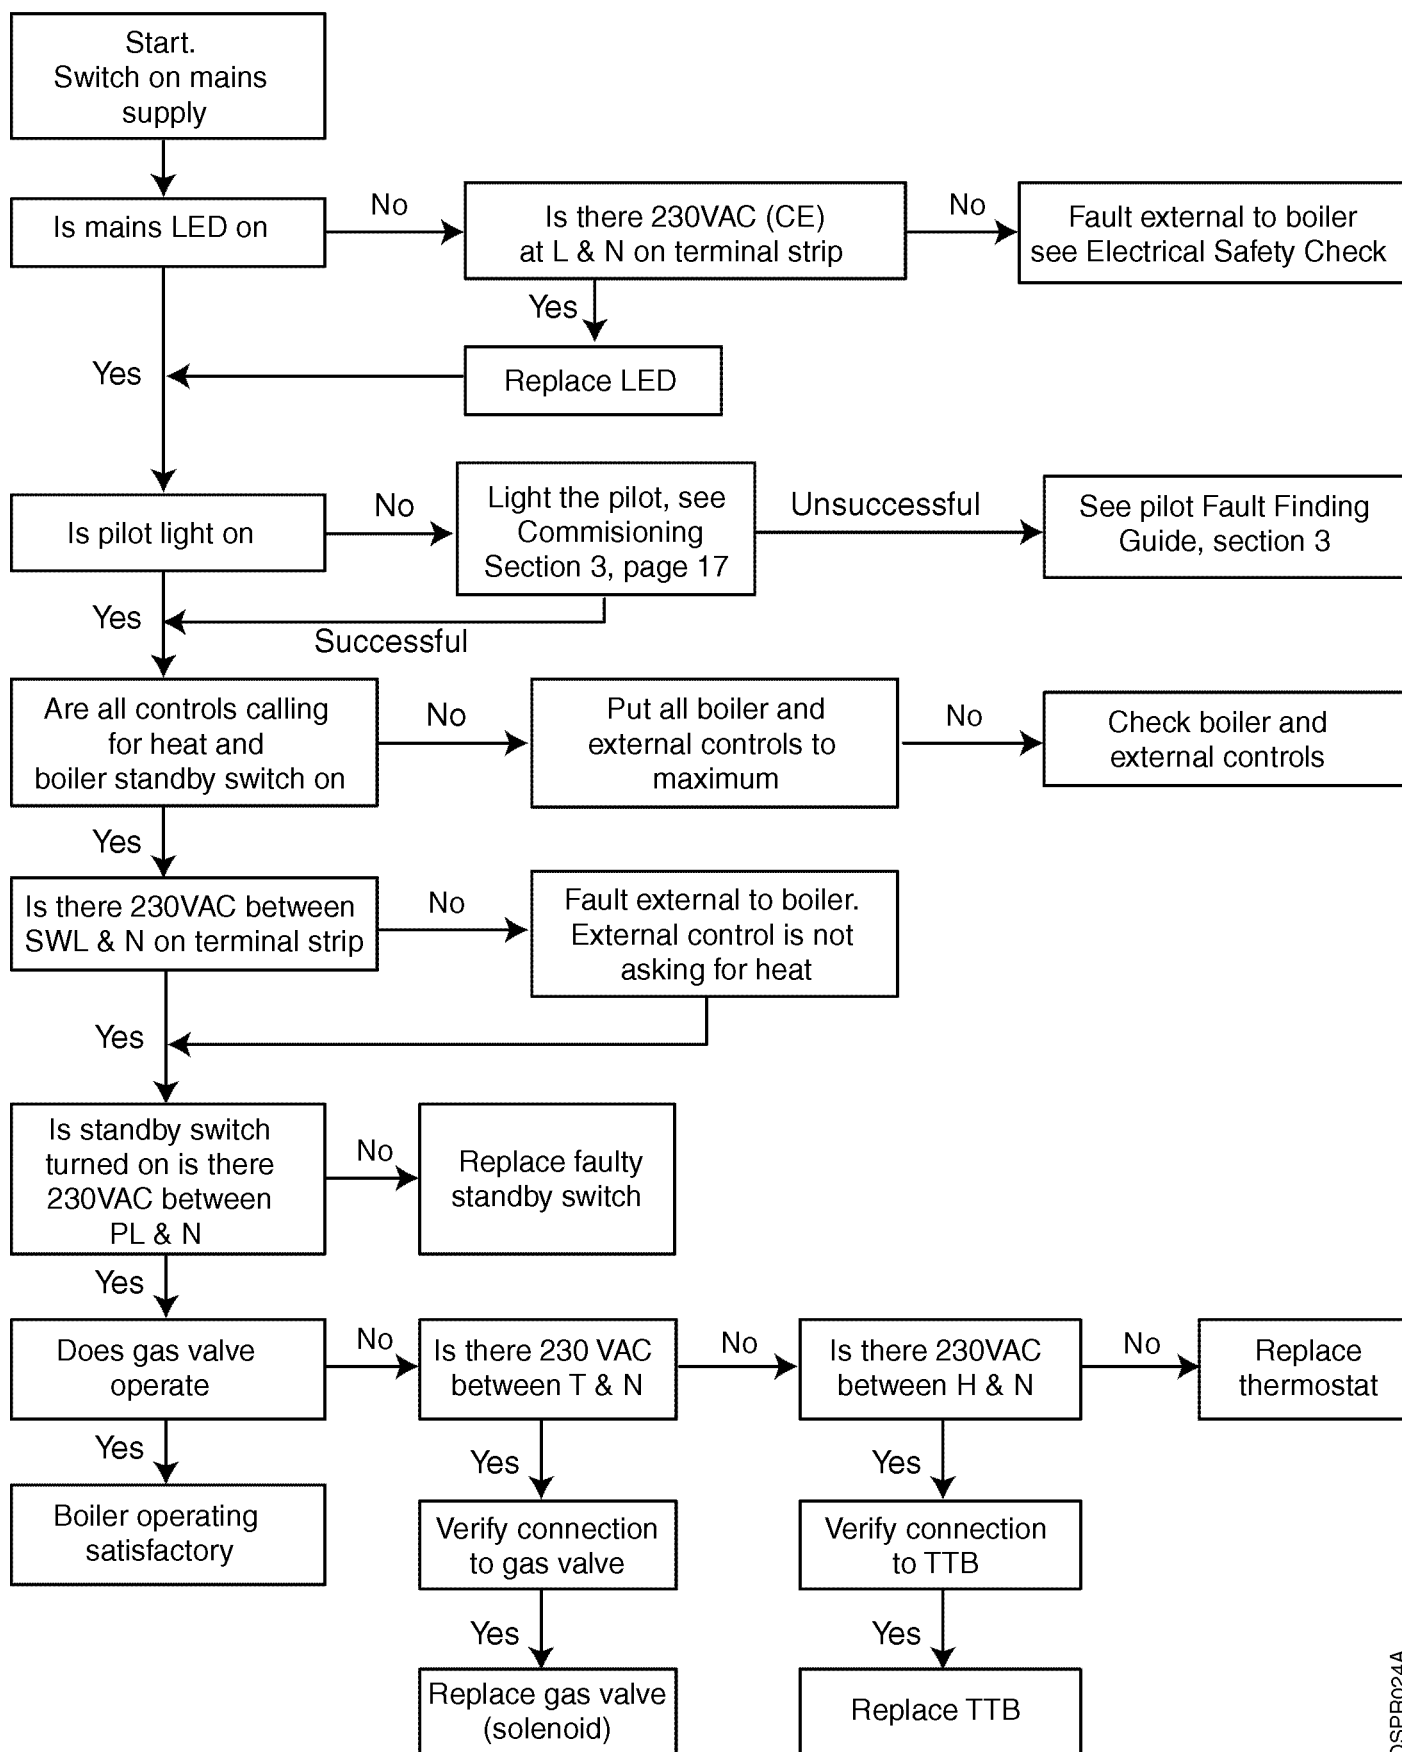 Start.
Switch on mains
supply
Is mains LED on
No
Is there 230VAC (CE)
at L & N on terminal strip
No
Fault external to boiler
see Electrical Safety Check
Yes
Replace LED
Yes
Is pilot light on
No
Light the pilot, see
Commisioning
Section 3, page 17
Unsuccessful
See pilot Fault Finding
Guide, section 3
Yes
Successful
Are all controls calling
for heat and
boiler standby switch on
No
Put all boiler and
external controls to
maximum
No
Check boiler and
external controls
Yes
Is there 230VAC between
SWL & N on terminal strip
No
Fault external to boiler.
External control is not
asking for heat
Yes
Is standby switch
turned on is there
230VAC between
PL & N
No
Replace faulty
standby switch
Yes
Does gas valve
operate
No
Is there 230 VAC
between T & N
No
Is there 230VAC
between H & N
No
Replace
thermostat
Yes
Boiler operating
satisfactory
Yes
Verify connection
to gas valve
Yes
Verify connection
to TTB
Yes
Replace gas valve
(solenoid)
Yes
Replace TTB